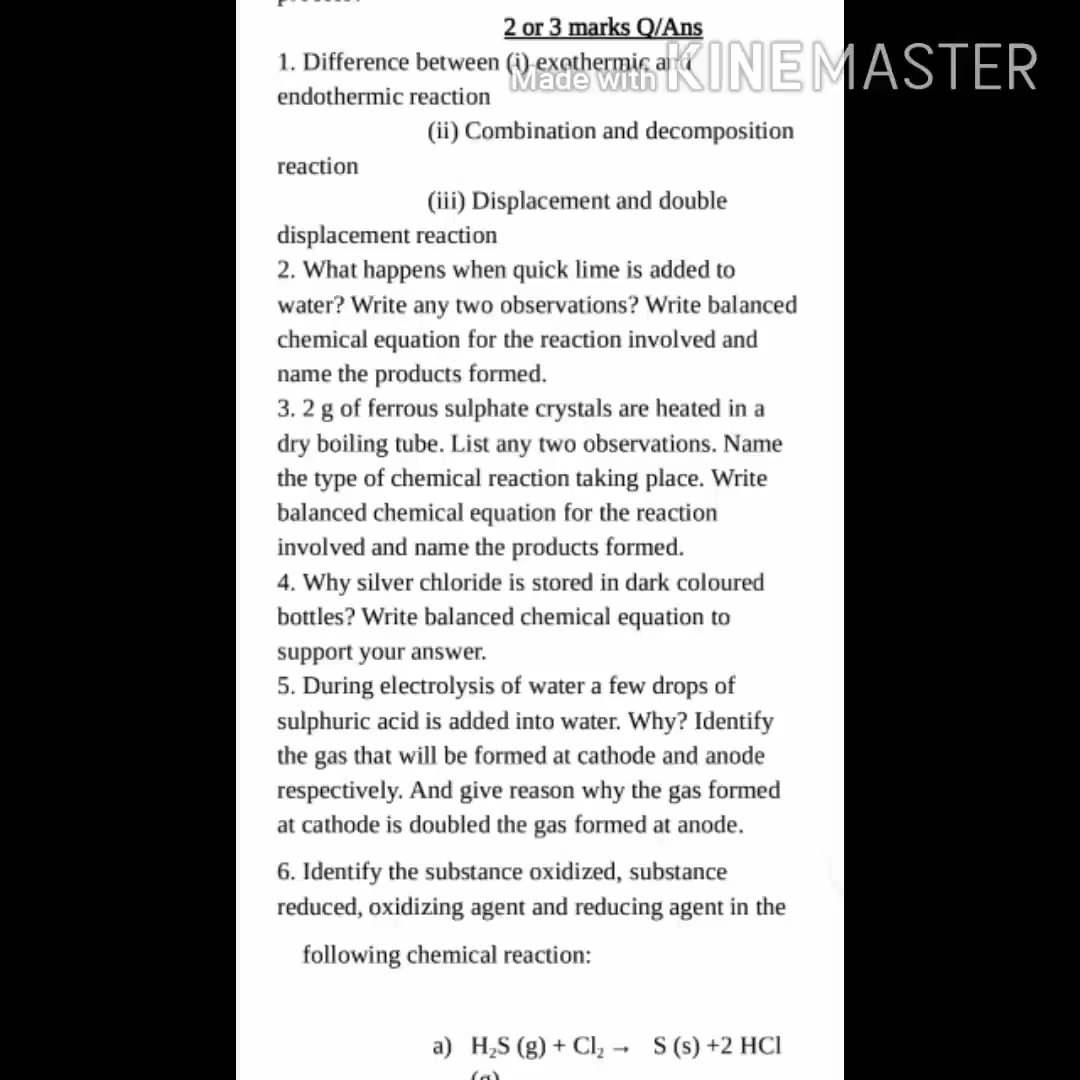 2 or 3 marks Q/Ans
1. Difference between (i) exothermic and
Made with KINEMASTER
endothermic reaction
(ii) Combination and decomposition
reaction
(iii) Displacement and double
displacement reaction
2. What happens when quick lime is added to
water? Write any two observations? Write balanced
chemical equation for the reaction involved and
name the products formed.
3. 2 g of ferrous sulphate crystals are heated in a
dry boiling tube. List any two observations. Name
the type of chemical reaction taking place. Write
balanced chemical equation for the reaction
involved and name the products formed.
4. Why silver chloride is stored in dark coloured
bottles? Write balanced chemical equation to
support your answer.
5. During electrolysis of water a few drops of
sulphuric acid is added into water. Why? Identify
the gas that will be formed at cathode and anode
respectively. And give reason why the gas formed
at cathode is doubled the gas formed at anode.
6. Identify the substance oxidized, substance
reduced, oxidizing agent and reducing agent in the
following chemical reaction:
a) H₂S (g) + Cl₂ → S (s) +2 HCl